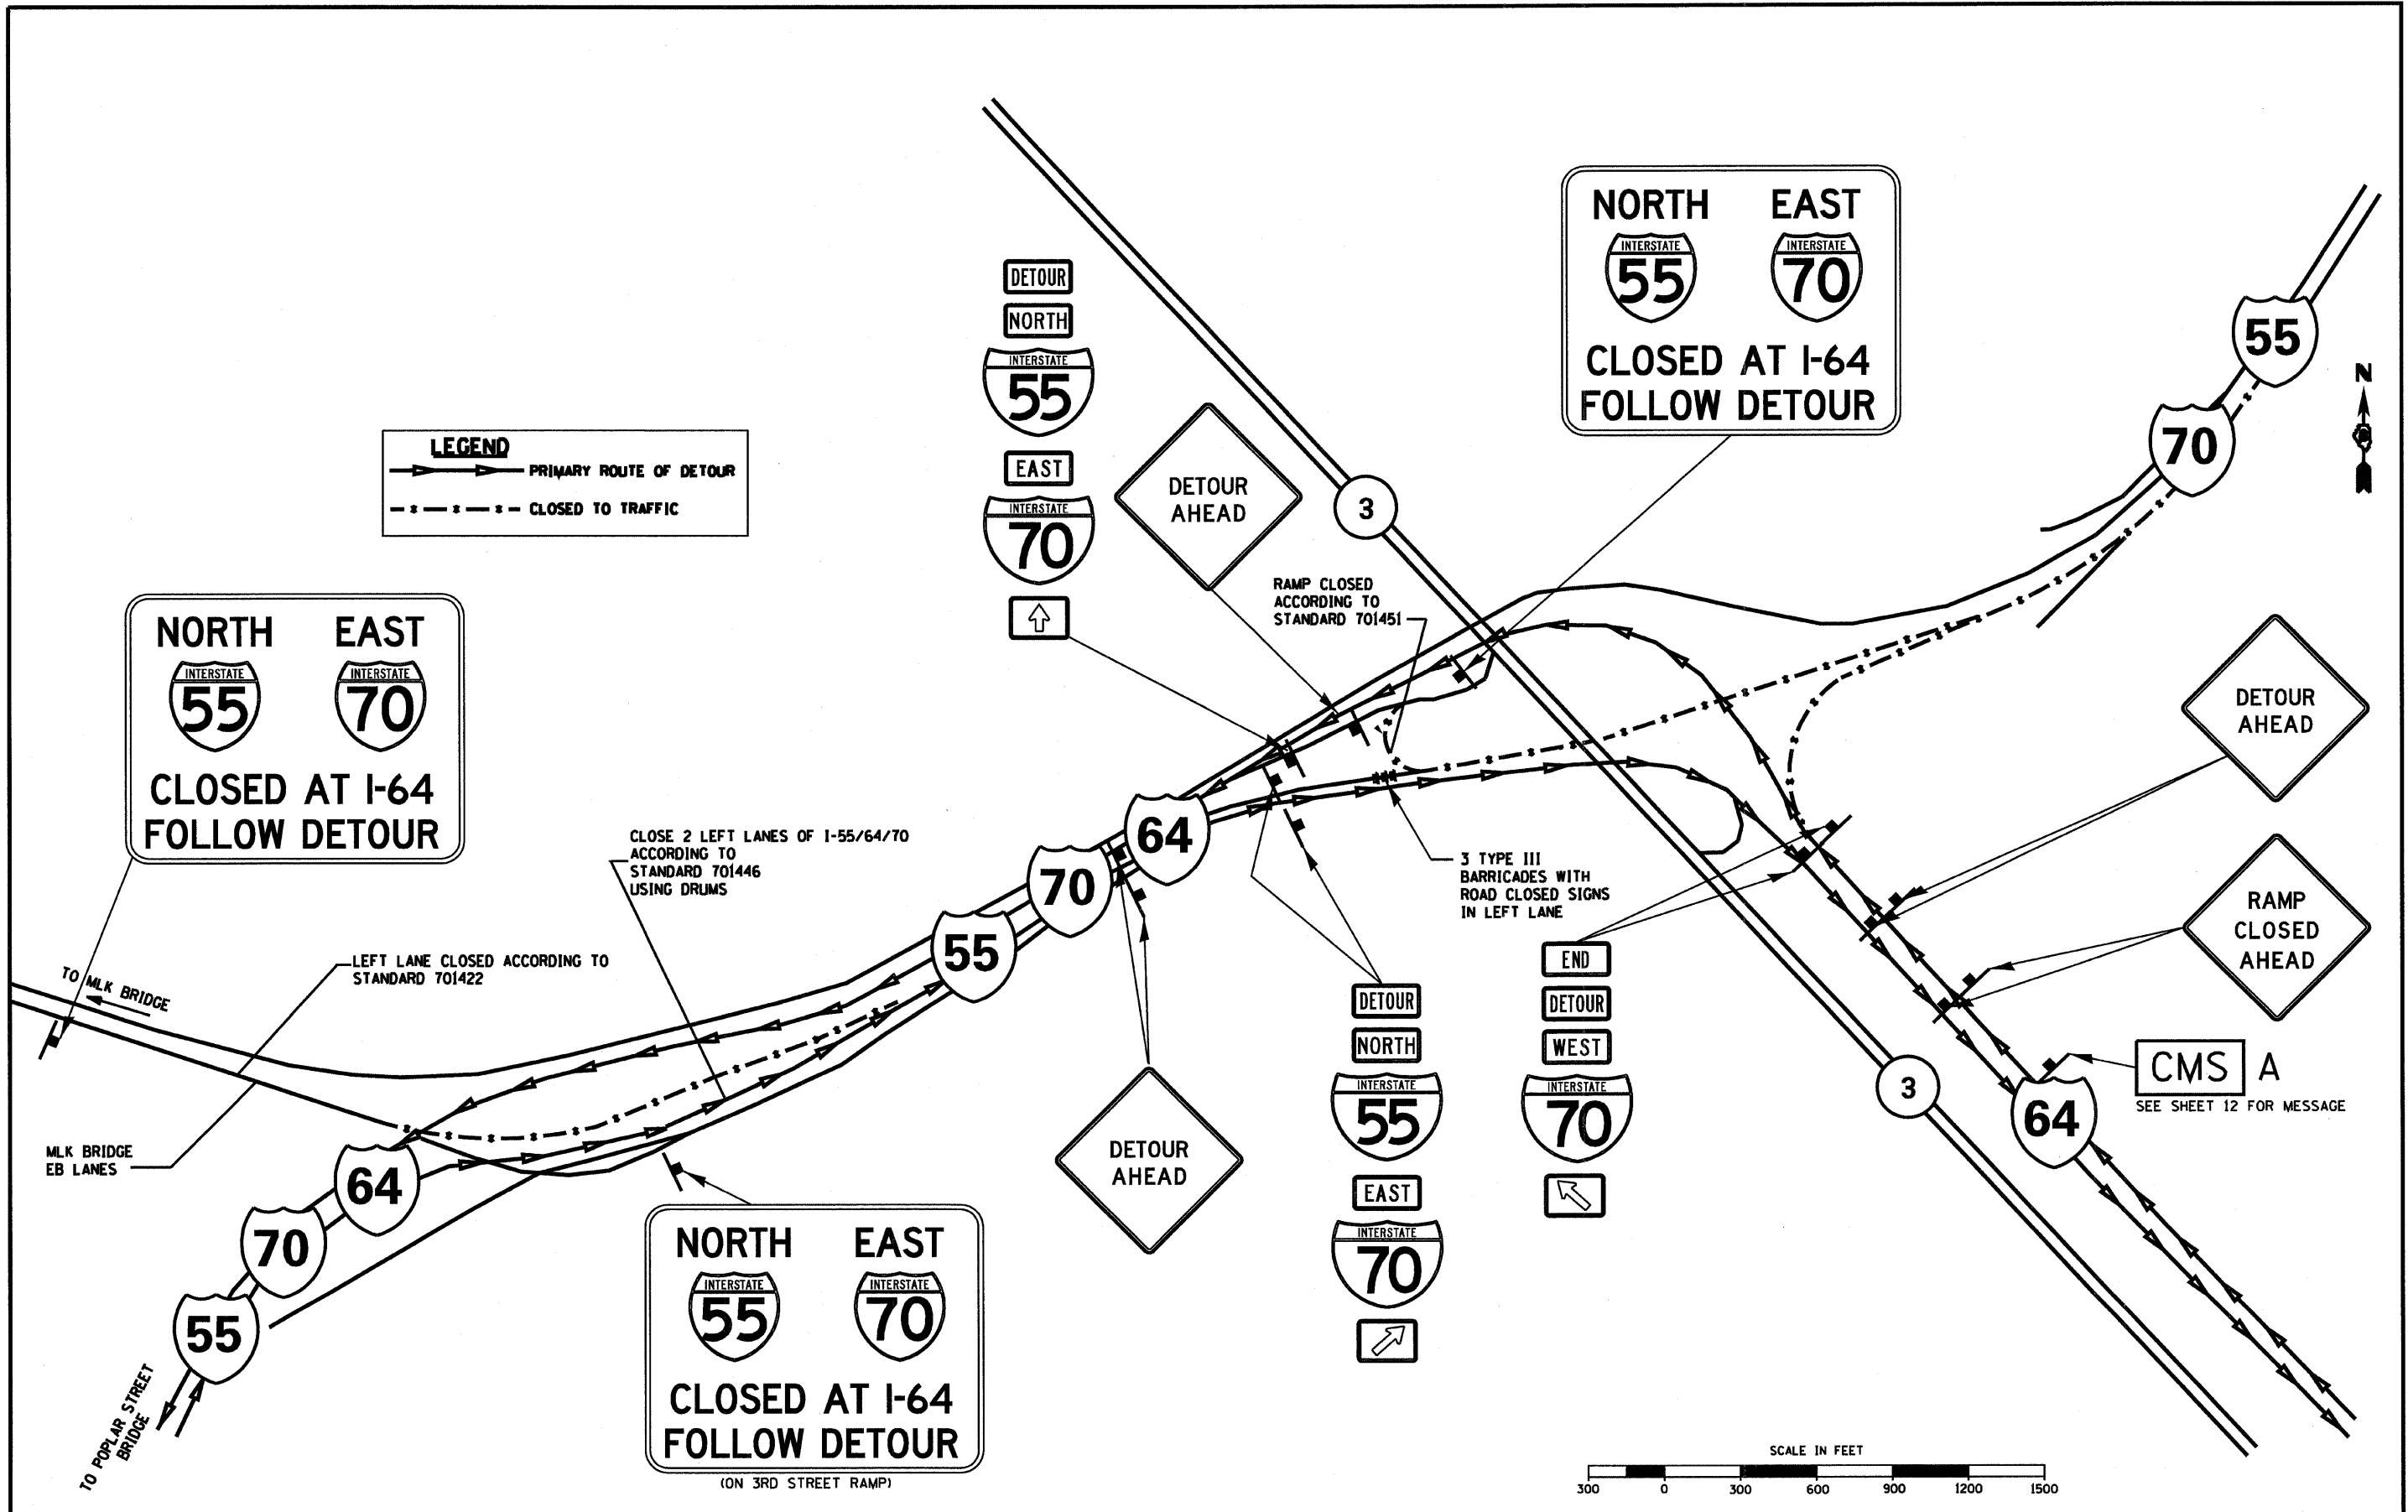 NORTH EAST
INTERSTATE 55 INTERSTATE 70
CLOSED AT I-64
FOLLOW DETOUR
DETOUR
NORTH
INTERSTATE
55
EAST
INTERSTATE
70
DETOUR
AHEAD
3
55
70
N
LEGEND
PRIMARY ROUTE OF DETOUR
CLOSED TO TRAFFIC
RAMP CLOSED
ACCORDING TO
STANDARD 701451
NORTH EAST
INTERSTATE 55 INTERSTATE 70
CLOSED AT I-64
FOLLOW DETOUR
DETOUR
AHEAD
CLOSE 2 LEFT LANES OF I-55/64/70
ACCORDING TO
STANDARD 701446
USING DRUMS
64
70
55
3 TYPE III
BARRICADES WITH
ROAD CLOSED SIGNS
IN LEFT LANE
RAMP
CLOSED
AHEAD
LEFT LANE CLOSED ACCORDING TO
STANDARD 701422
TO MLK BRIDGE
END
DETOUR
WEST
INTERSTATE
70
DETOUR
NORTH
INTERSTATE
55
EAST
INTERSTATE
70
CMS A
SEE SHEET 12 FOR MESSAGE
3
64
DETOUR
AHEAD
MLK BRIDGE
EB LANES
64
70
55
TO POPLAR STREET
BRIDGE
NORTH EAST
INTERSTATE 55 INTERSTATE 70
CLOSED AT I-64
FOLLOW DETOUR
(ON 3RD STREET RAMP)
SCALE IN FEET
300 0 300 600 900 1200 1500